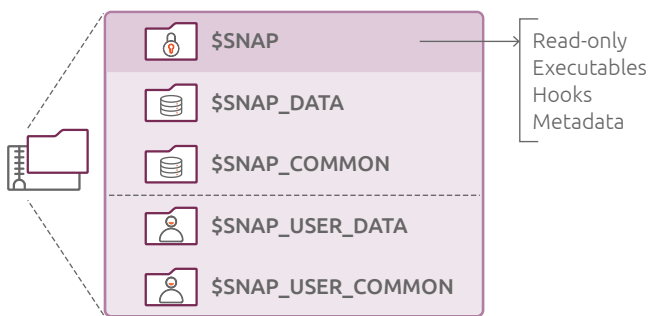 $SNAP
$SNAP_DATA
$SNAP_COMMON
$SNAP_USER_DATA
$SNAP_USER_COMMON
Read-only
Executables
Hooks
Metadata